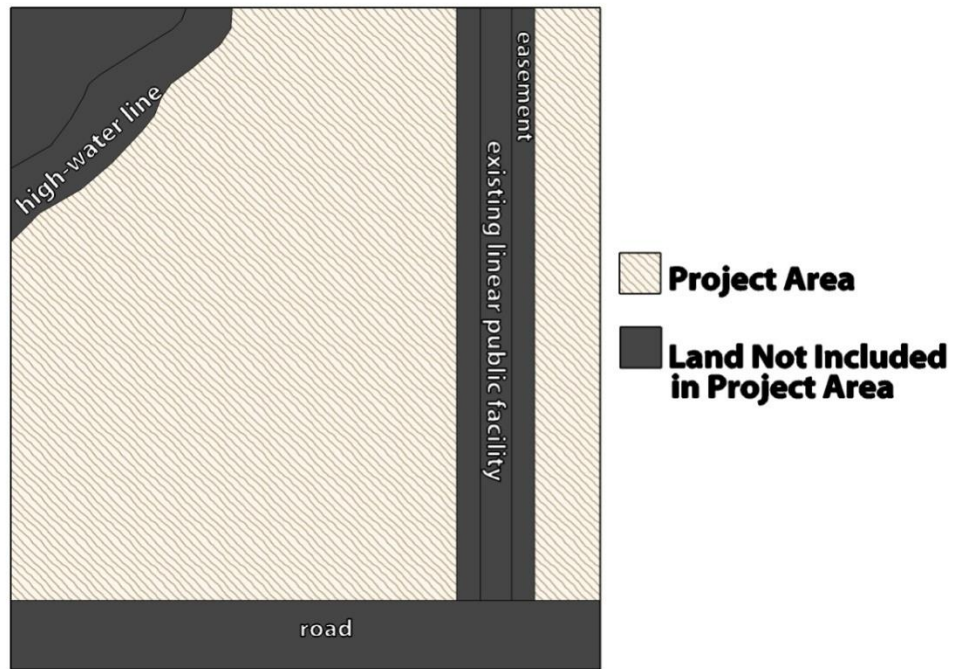 high-water line
easement
existing linear public facility
road
Project Area
Land Not Included
in Project Area